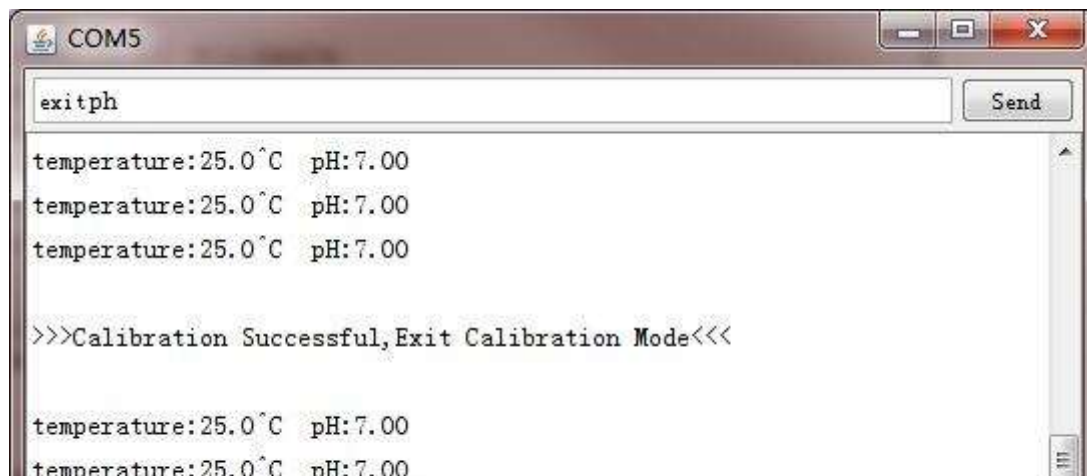 COM5
exitph
Send
temperature:25.0^C  pH:7.00
temperature:25.0^C  pH:7.00
temperature:25.0^C  pH:7.00
>>>Calibration Successful,Exit Calibration Mode<<<
temperature:25.0^C  pH:7.00
temperature:25.0^C  pH:7.00